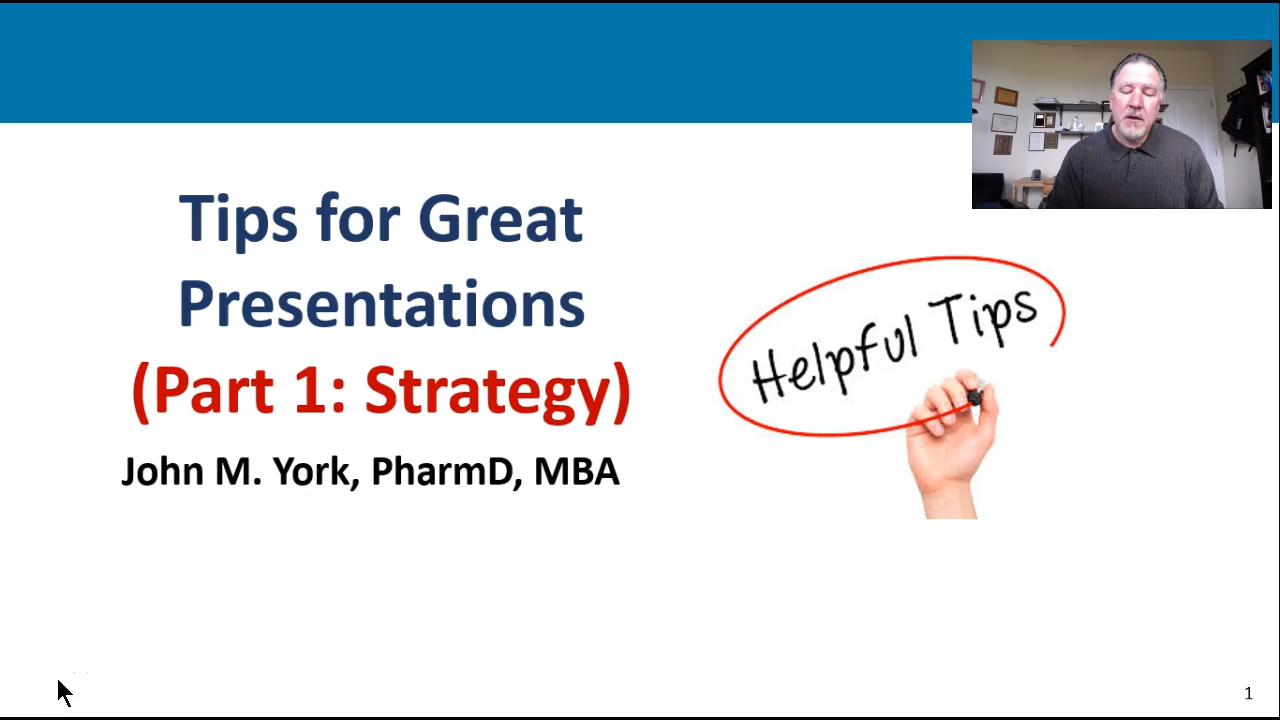 Tips for Great
Presentations
(Part 1: Strategy)
John M. York, PharmD, MBA
Helpful Tips
1